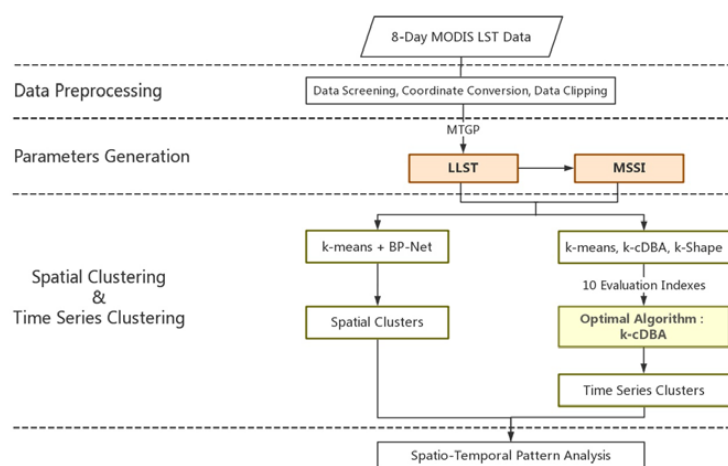 8-Day MODIS LST Data
Data Preprocessing
Data Screening, Coordinate Conversion, Data Clipping
MTGP
Parameters Generation
LLST
MSSI
k-means + BP-Net
k-means, k-cDBA, k-Shape
10 Evaluation Indexes
Spatial Clustering
&
Time Series Clustering
Spatial Clusters
Optimal Algorithm :
k-cDBA
Time Series Clusters
Spatio-Temporal Pattern Analysis